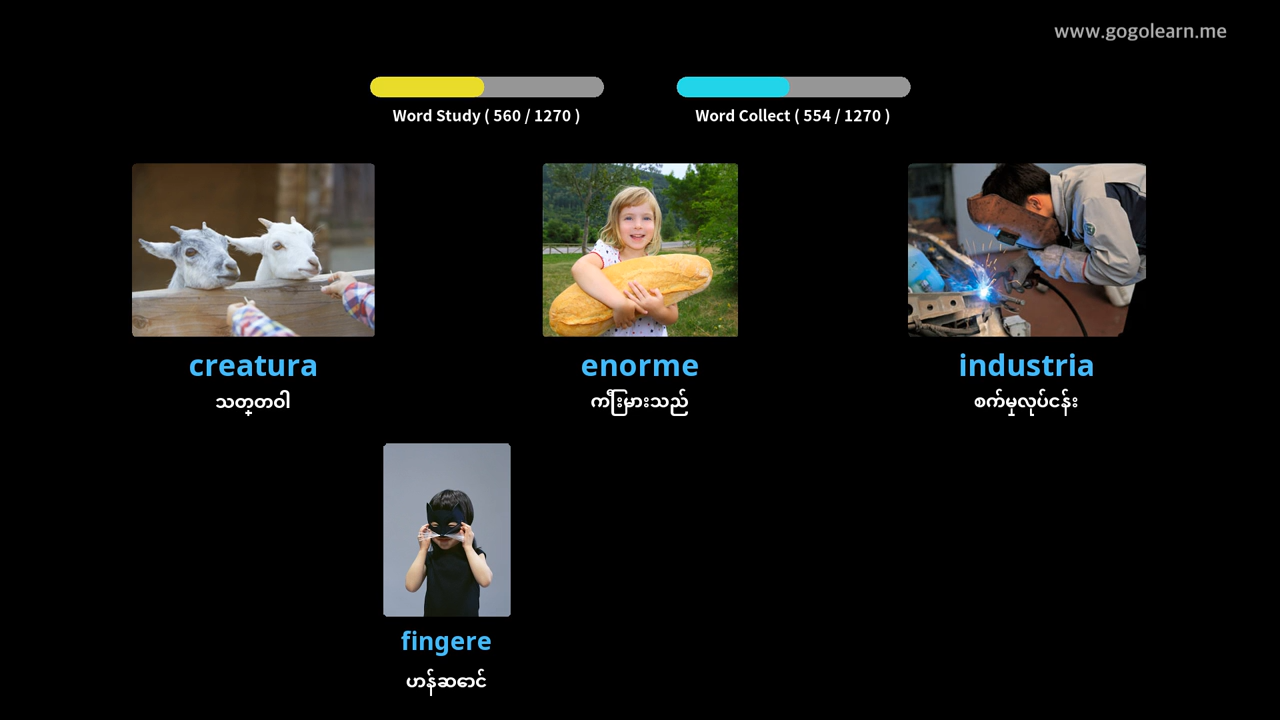 www.gogolearn.me
Word Study ( 560 / 1270 )
Word Collect ( 554 / 1270 )
creatura
enorme
industria
သတ္တဝါ
ကြီးမားသည်
စက်မှုလုပ်ငန်း
fingere
ဟန်ဆောင်